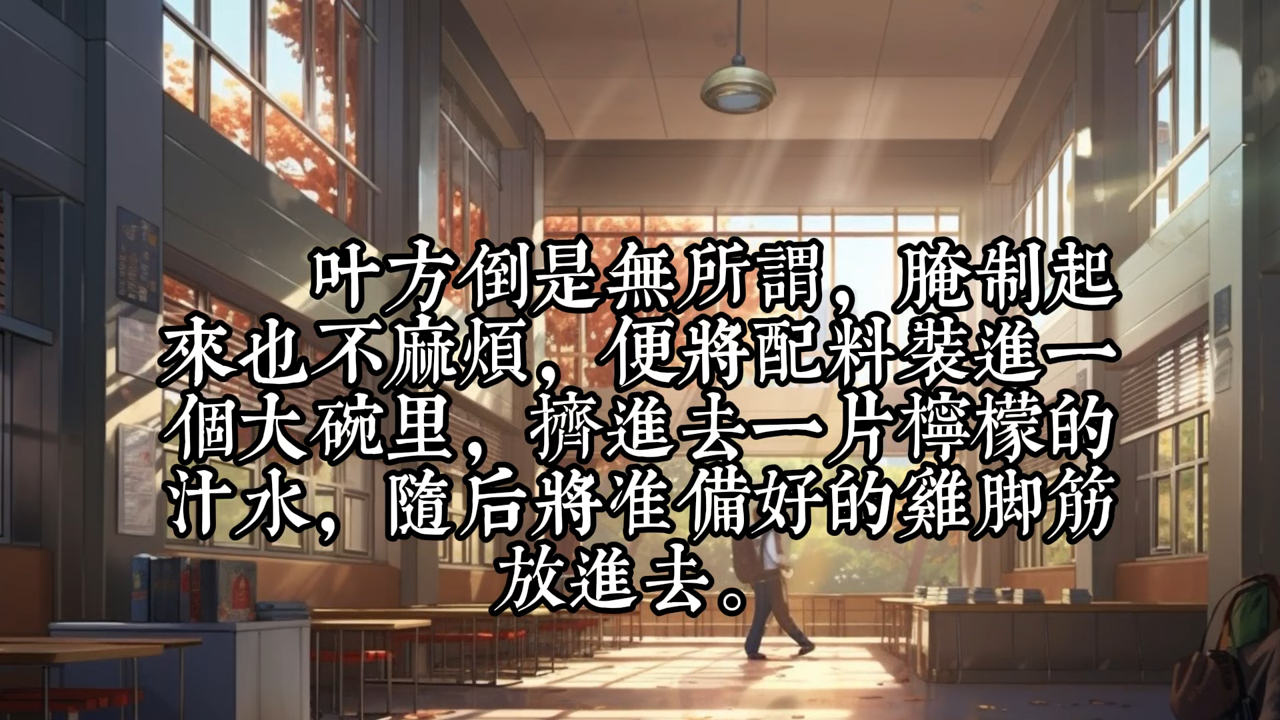 叶方倒是無所謂，腌制起
來也不麻煩，便將配料裝進一
個大碗里，擠進去一片檸檬的
汁水，隨后將准備好的雞脚筋
放進去。